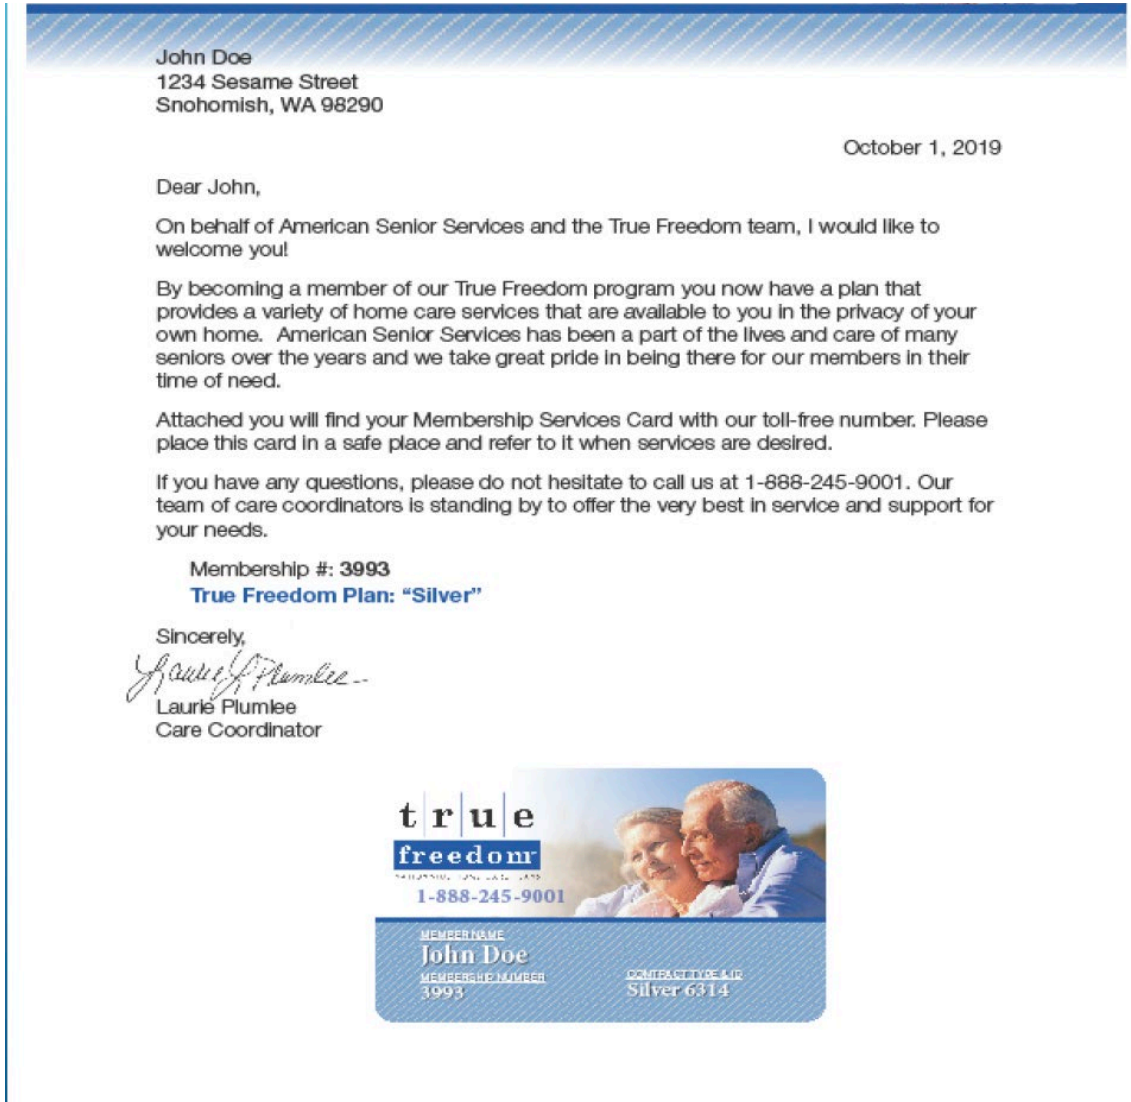 John Doe
1234 Sesame Street
Snohomish, WA 98290
October 1, 2019
Dear John,
On behalf of American Senior Services and the True Freedom team, I would like to
welcome you!
By becoming a member of our True Freedom program you now have a plan that
provides a variety of home care services that are available to you in the privacy of your
own home.  American Senior Services has been a part of the lives and care of many
seniors over the years and we take great pride in being there for our members in their
time of need.
Attached you will find your Membership Services Card with our toll-free number. Please
place this card in a safe place and refer to it when services are desired.
If you have any questions, please do not hesitate to call us at 1-888-245-9001. Our
team of care coordinators is standing by to offer the very best in service and support for
your needs.
Membership #: 3993
True Freedom Plan: “Silver”
Sincerely,
Laurie Plumlee
Laurie Plumlee
Care Coordinator
true
freedom
1-888-245-9001
MEMBER NAME
John Doe
MEMBERSHIP NUMBER
3993
CONTRACT TYPE & ID
Silver 6314